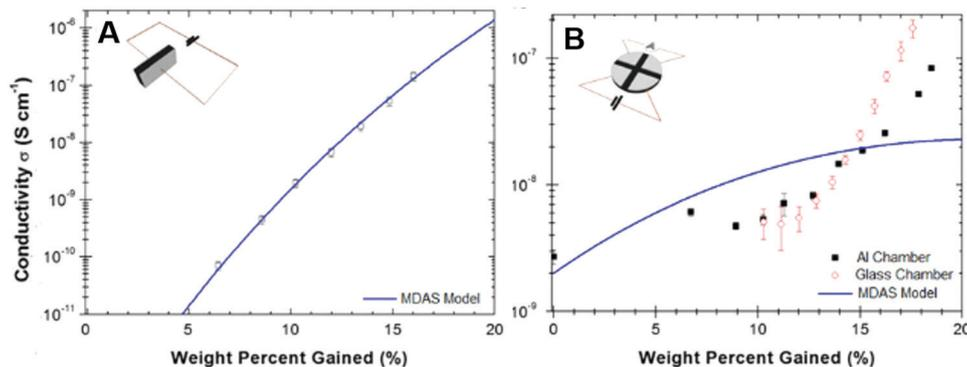 A
10^-6
10^-7
10^-8
10^-9
10^-10
10^-11
Conductivity σ (S cm^-1)
MDAS Model
0 5 10 15 20
Weight Percent Gained (%)
B
10^-7
10^-8
10^-9
Al Chamber
Glass Chamber
MDAS Model
0 5 10 15 20
Weight Percent Gained (%)